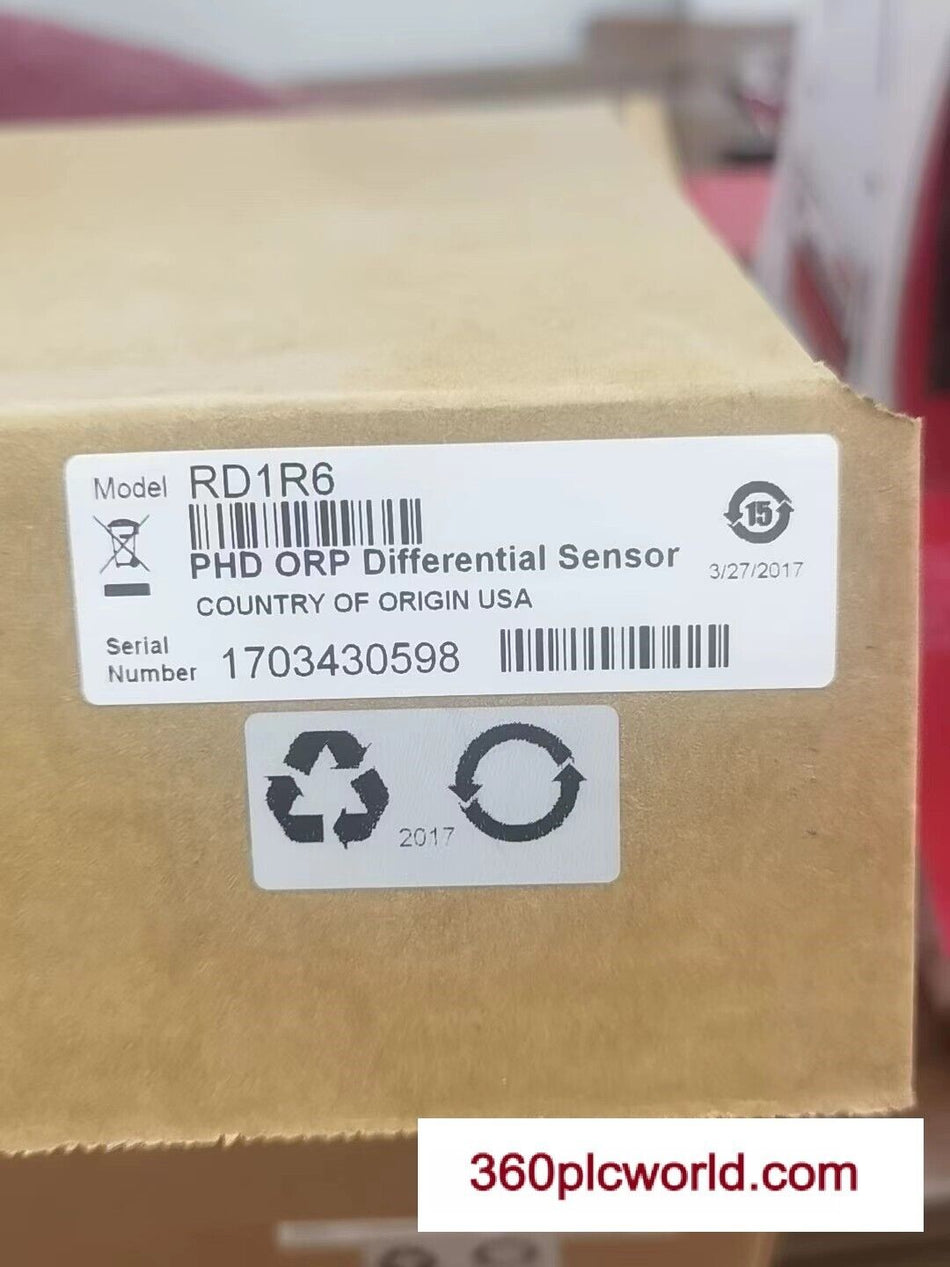 Model RD1R6
15
PHD ORP Differential Sensor
3/27/2017
COUNTRY OF ORIGIN USA
Serial
Number 1703430598
2017
360plcworld.com